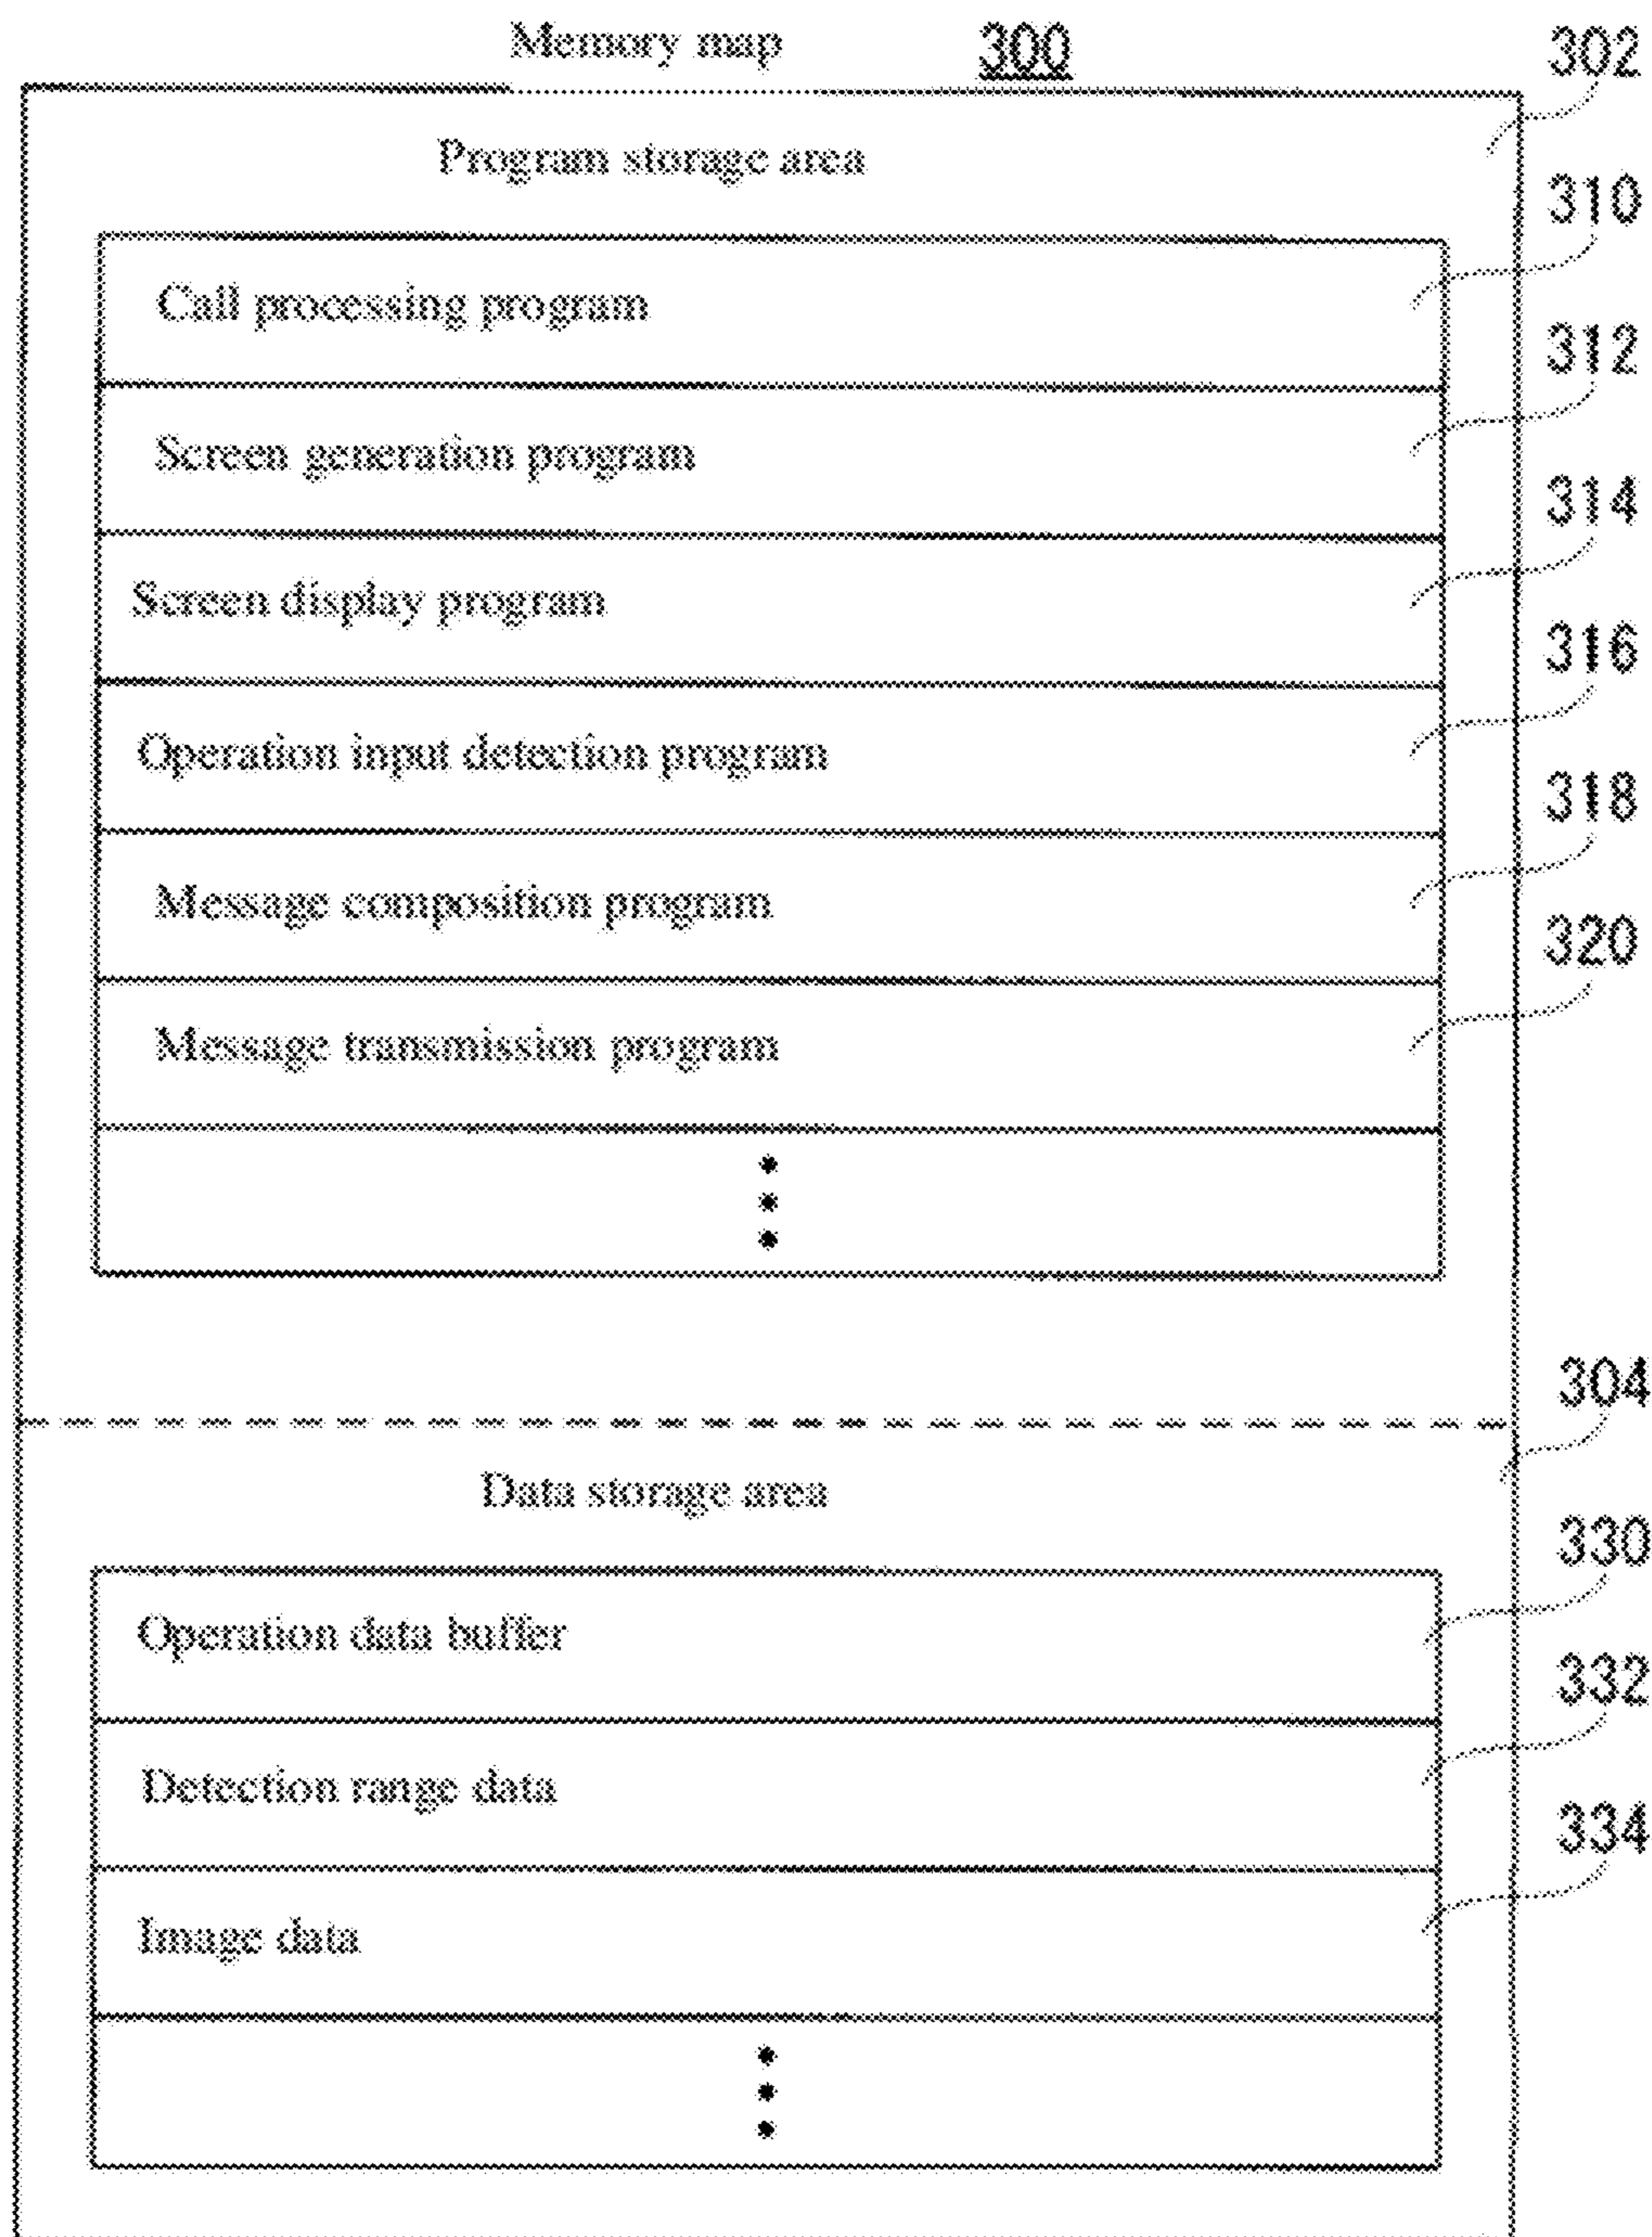 Memory map 300
302
Program storage area
310
Call processing program
312
Screen generation program
314
Screen display program
316
Operation input detection program
318
Message composition program
320
Message transmission program
304
Data storage area
330
Operation data buffer
332
Detection range data
334
Image data